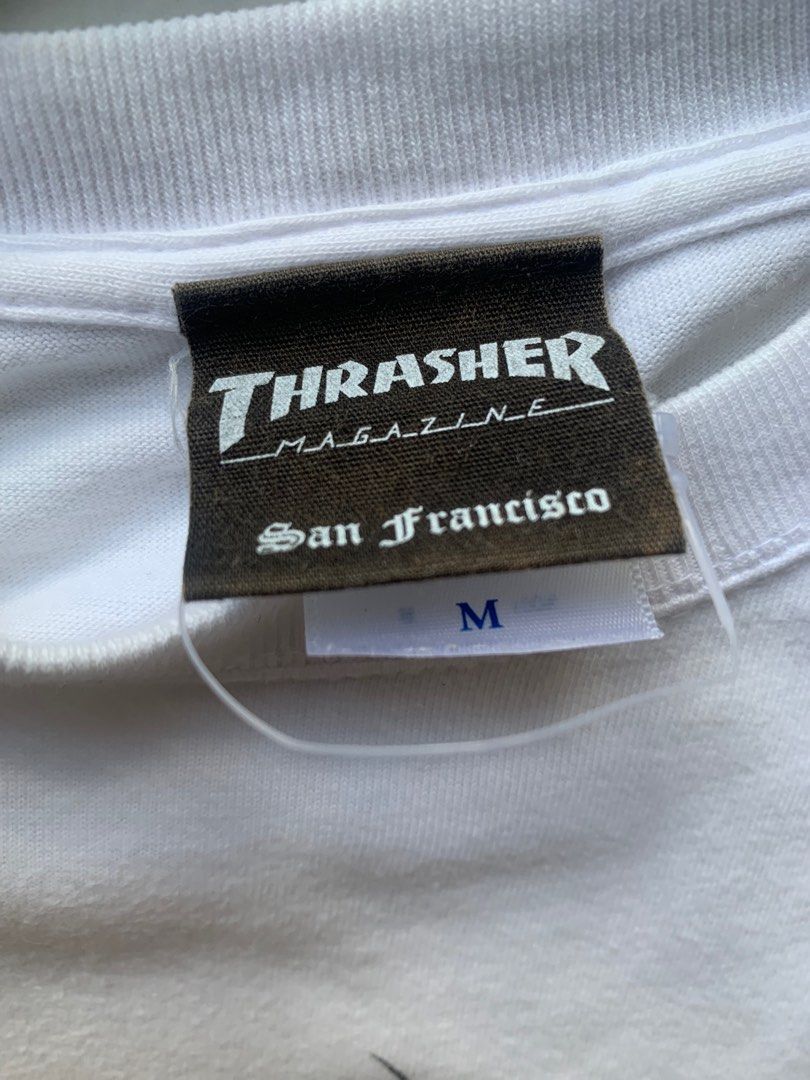 THRASHER
MAGAZINE
San Francisco
M